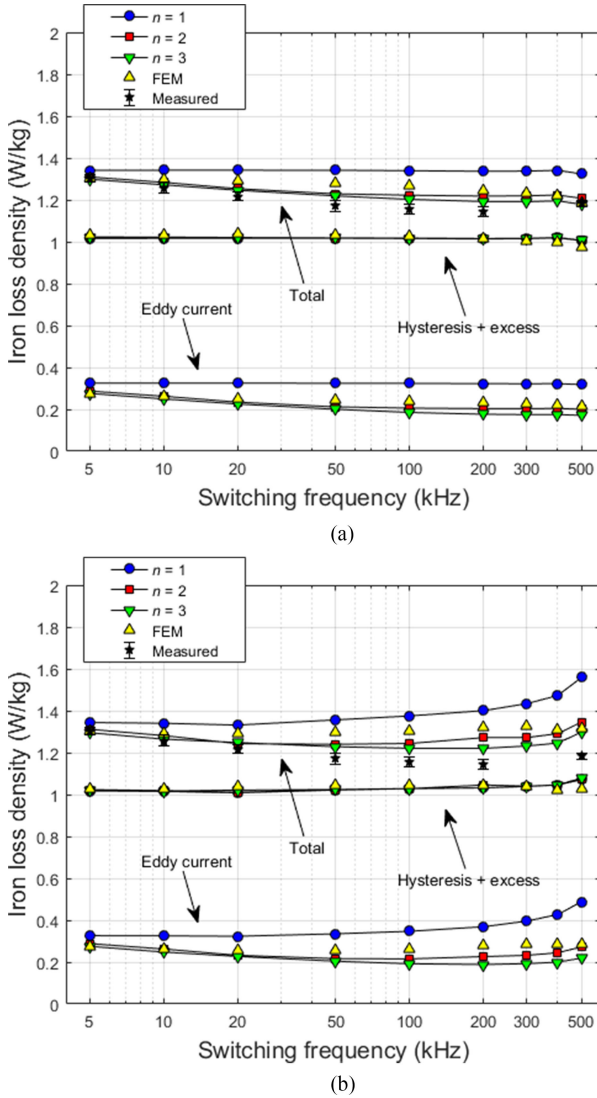 n = 1
n = 2
n = 3
FEM
Measured
2
1.8
1.6
1.4
1.2
1
0.8
0.6
0.4
0.2
0
Iron loss density (W/kg)
Total
Eddy current
Hysteresis + excess
5 10 20 50 100 200 300 500
Switching frequency (kHz)
(a)
n = 1
n = 2
n = 3
FEM
Measured
2
1.8
1.6
1.4
1.2
1
0.8
0.6
0.4
0.2
0
Iron loss density (W/kg)
Total
Eddy current
Hysteresis + excess
5 10 20 50 100 200 300 500
Switching frequency (kHz)
(b)